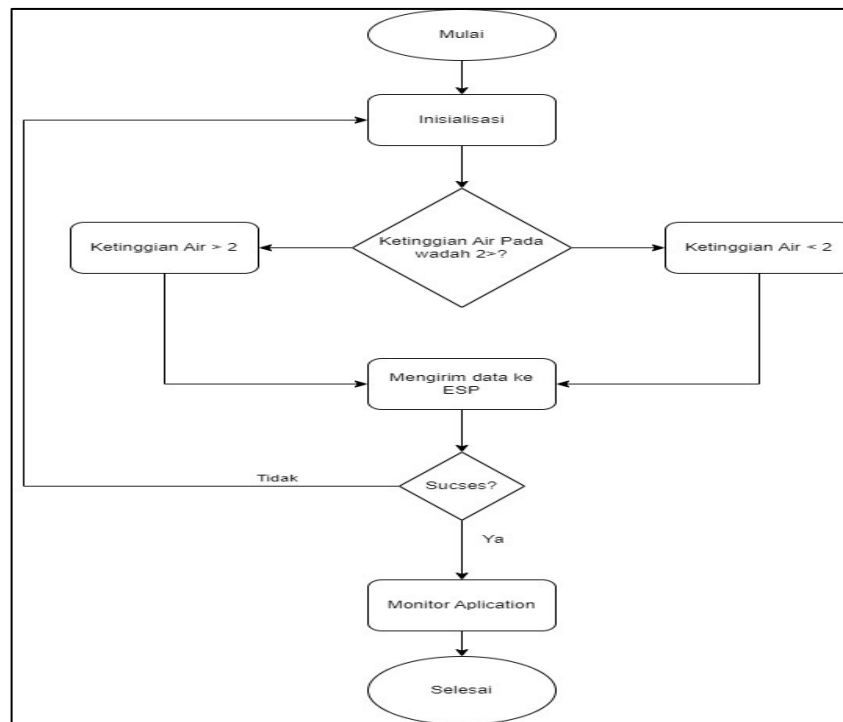 Mulai
Inisialisasi
Ketinggian Air > 2
Ketinggian Air Pada
wadah 2>?
Ketinggian Air < 2
Mengirim data ke
ESP
Tidak
Sucses?
Ya
Monitor Aplication
Selesai